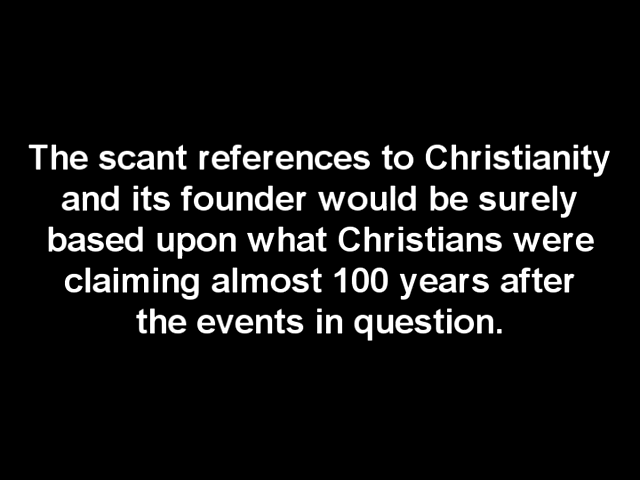 The scant references to Christianity
and its founder would be surely
based upon what Christians were
claiming almost 100 years after
the events in question.